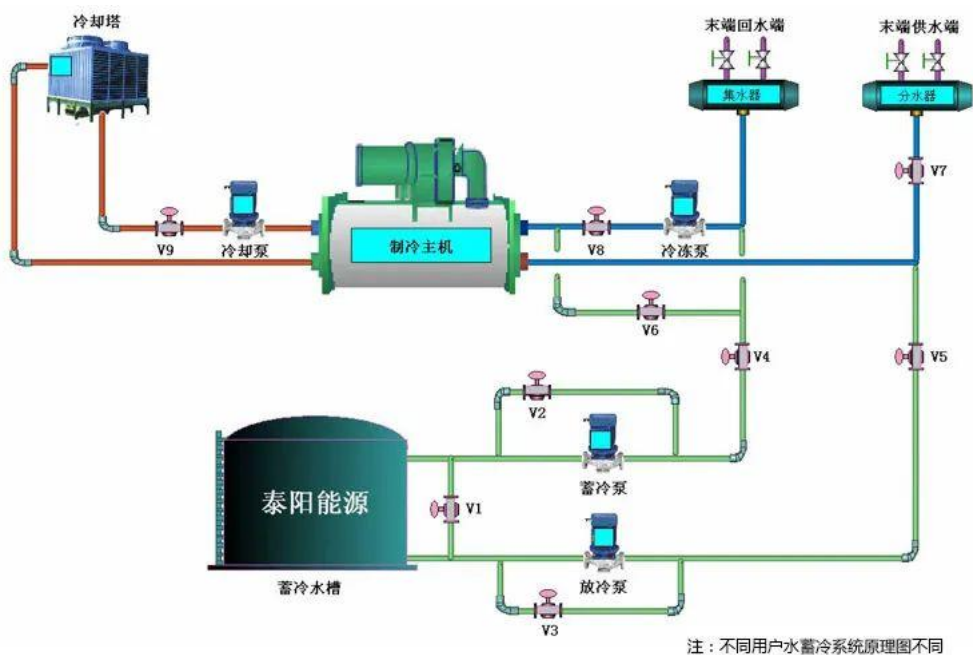 冷却塔
末端回水端
末端供水端
集水器
分水器
V7
V9
冷却泵
制冷主机
V8
冷冻泵
V6
V4
V5
V2
泰阳能源
蓄冷泵
V1
蓄冷水槽
放冷泵
V3
注：不同用户水蓄冷系统原理图不同